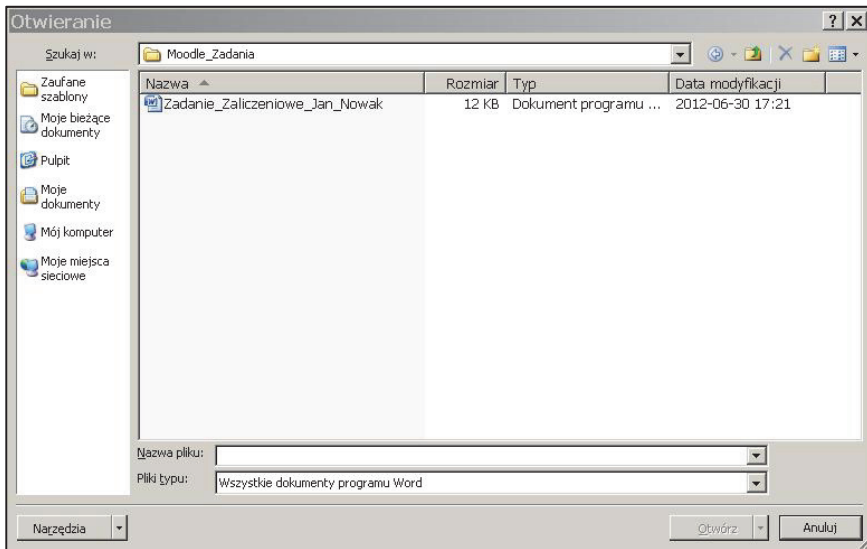 Otwieranie
Szukaj w:
Moodle_Zadania
Zaufane
szablony
Moje bieżące
dokumenty
Pulpit
Moje
dokumenty
Mój komputer
Moje miejsca
sieciowe
Nazwa Rozmiar Typ Data modyfikacji
Zadanie_Zaliczeniowe_Jan_Nowak 12 KB Dokument programu ... 2012-06-30 17:21
Nazwa pliku:
Pliki typu: Wszystkie dokumenty programu Word
Narzędzia Otwórz Anuluj